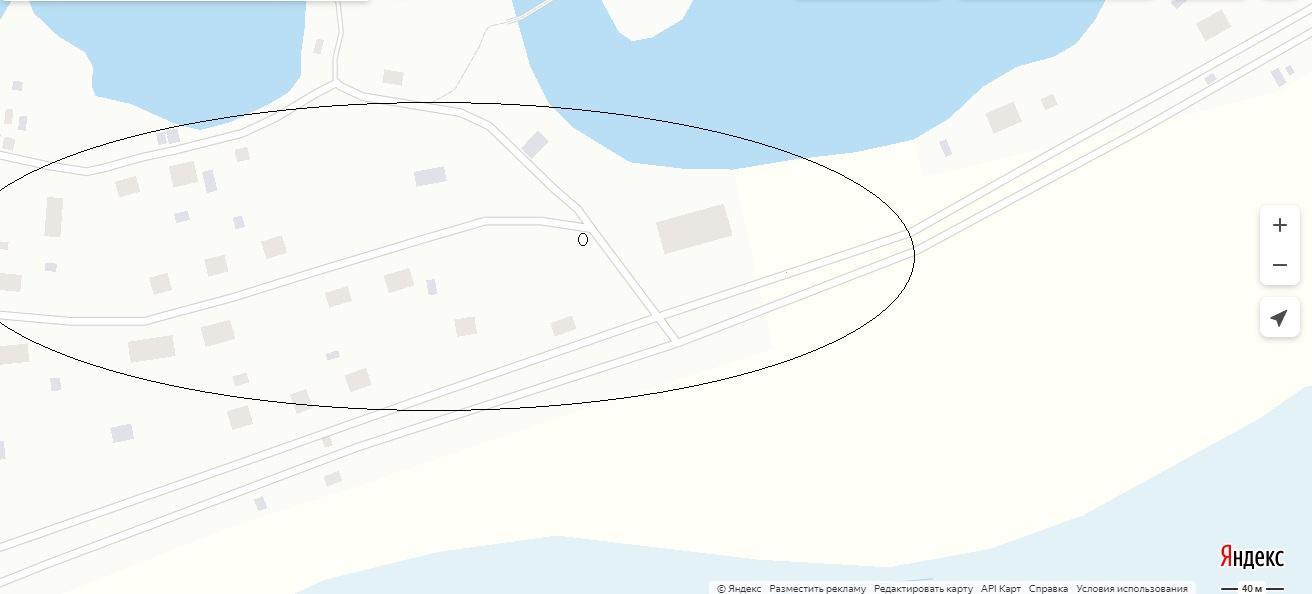 Яндекс
© Яндекс Разместить рекламу Редактировать карту API Карт Справка Условия использования
40 м